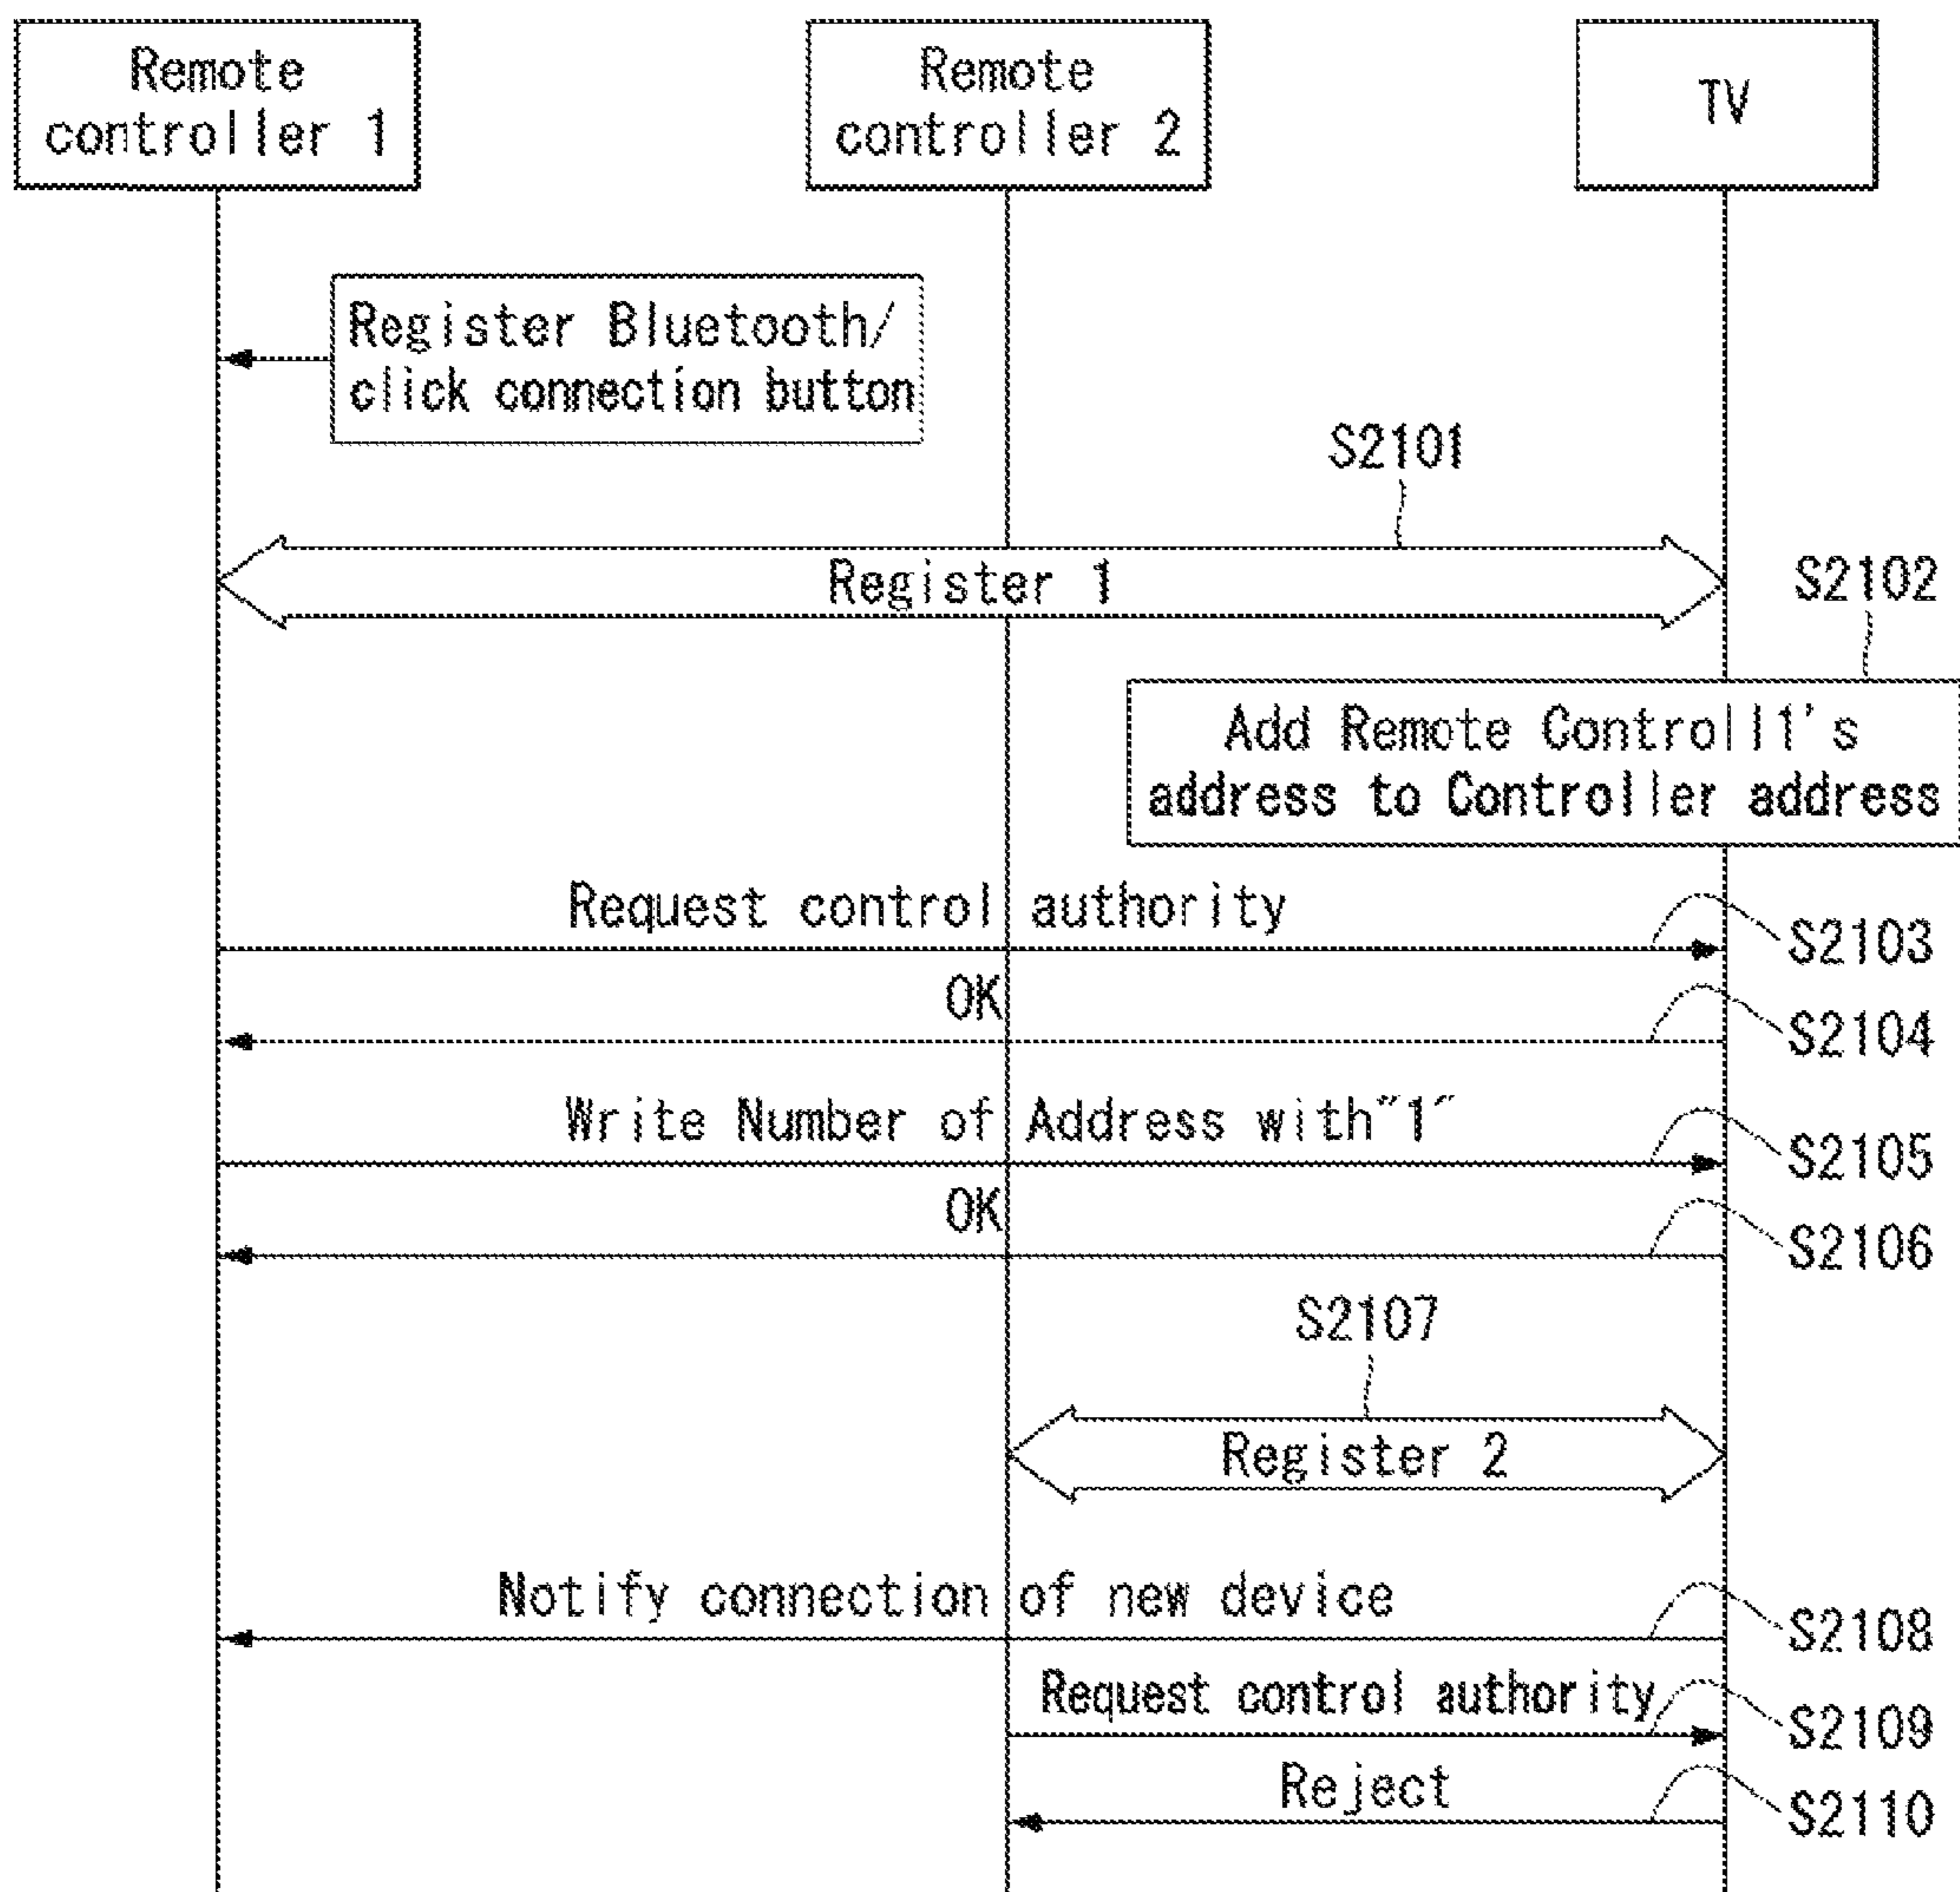 Remote
controller 1
Remote
controller 2
TV
Register Bluetooth/
click connection button
S2101
Register 1
S2102
Add Remote Controll1's
address to Controller address
Request control authority
S2103
OK
S2104
Write Number of Address with"1"
S2105
OK
S2106
S2107
Register 2
Notify connection of new device
S2108
Request control authority
S2109
Reject
S2110